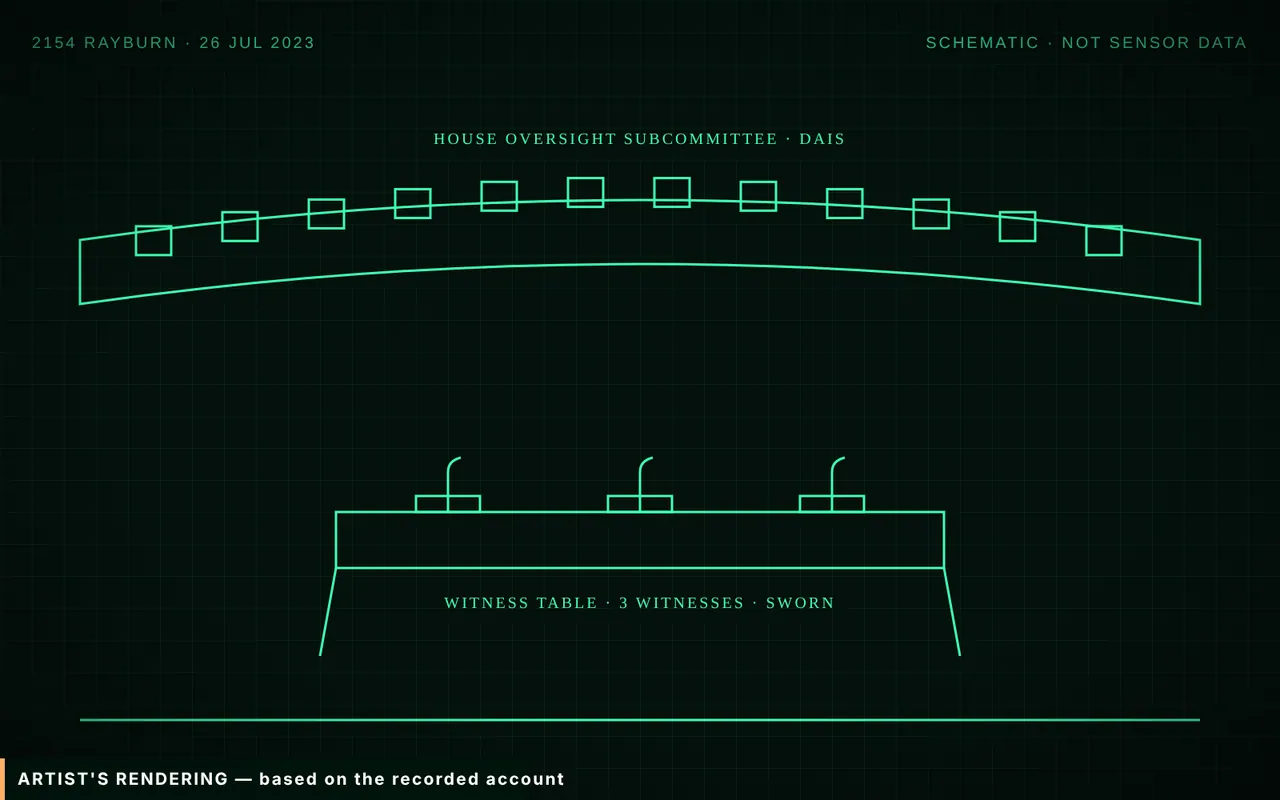 2154 RAYBURN · 26 JUL 2023
SCHEMATIC · NOT SENSOR DATA
HOUSE OVERSIGHT SUBCOMMITTEE · DAIS
WITNESS TABLE · 3 WITNESSES · SWORN
ARTIST'S RENDERING — based on the recorded account